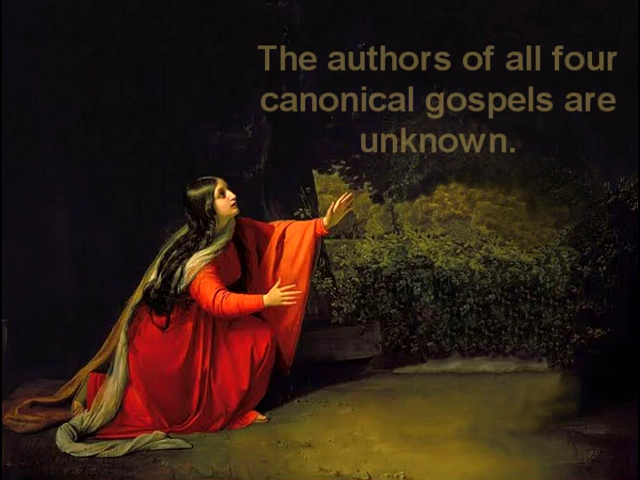 The authors of all four
canonical gospels are
unknown.